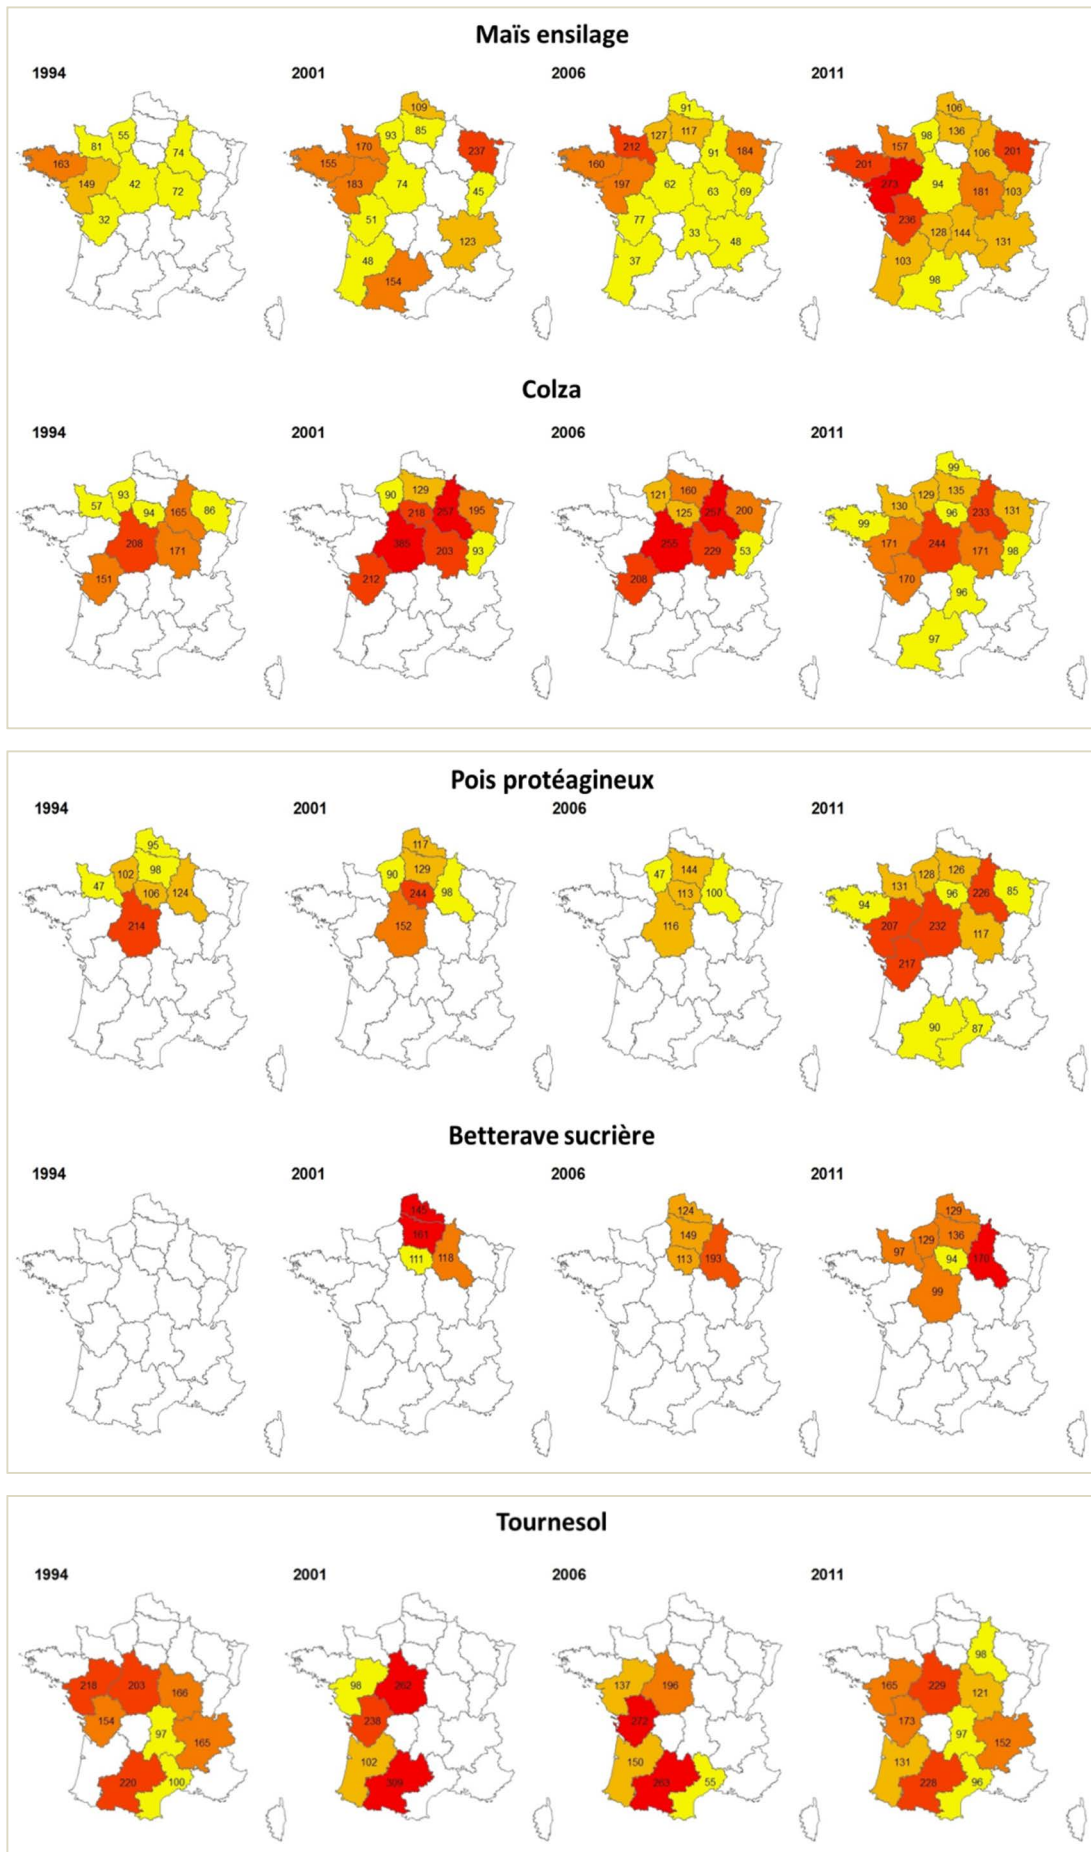 Maïs ensilage
1994 2001 2006 2011
55 81 74 163 149 42 72 32
109 93 85 170 237 155 183 74 45 51 123 48 154
91 127 117 212 91 184 160 197 62 63 69 77 33 48 37
106 98 136 157 106 201 201 273 94 181 103 236 128 144 131 103 98
Colza
1994 2001 2006 2011
93 57 94 165 86 208 171 151
90 129 218 257 195 385 203 93 212
121 160 125 257 200 255 229 53 208
99 129 135 130 96 233 131 99 171 244 171 98 170 96 97
Pois protéagineux
1994 2001 2006 2011
95 102 98 47 106 124 214
117 90 129 244 98 152
47 144 113 100 116
128 126 131 96 226 85 94 207 232 117 217 90 87
Betterave sucrière
1994 2001 2006 2011
145 161 111 118
124 149 113 193
129 129 136 97 94 170 99
Tournesol
1994 2001 2006 2011
218 203 166 154 97 165 220 100
98 262 238 102 309
137 196 272 150 263 55
98 165 229 121 173 97 152 131 228 96